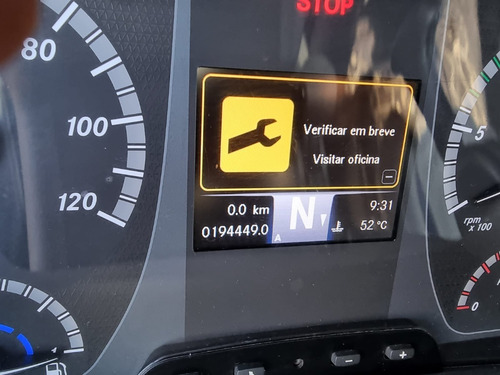 STOP
80
100
120
Verificar em breve
Visitar oficina
0.0 km
0194449.0
N
A
9:31
52 °C
5
rpm
x 100
0